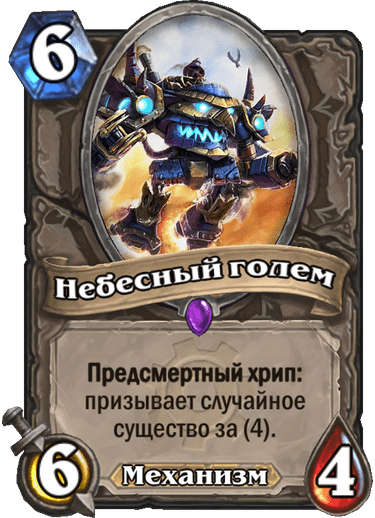 6
Небесный голем
Предсмертный хрип:
призывает случайное
существо за (4).
6
Механизм
4